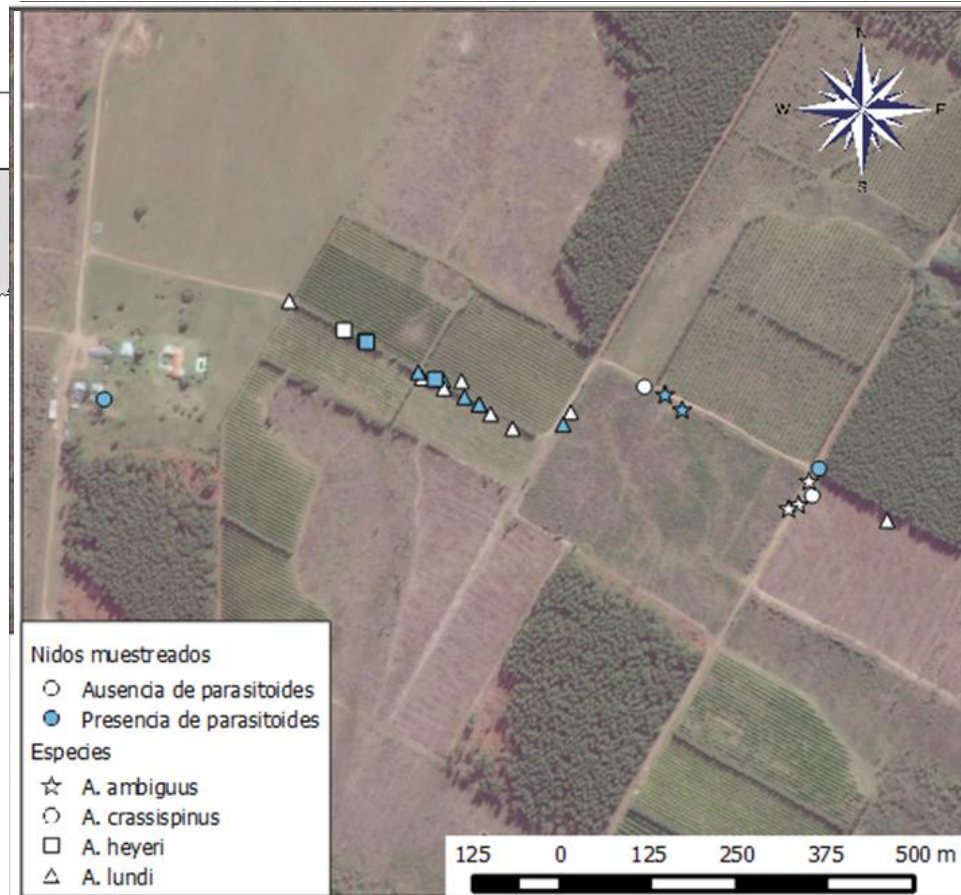 N
W E
S
Nidos muestreados
Ausencia de parasitoides
Presencia de parasitoides
Especies
A. ambiguus
A. crassispinus
A. heyeri
A. lundi
125 0 125 250 375 500 m